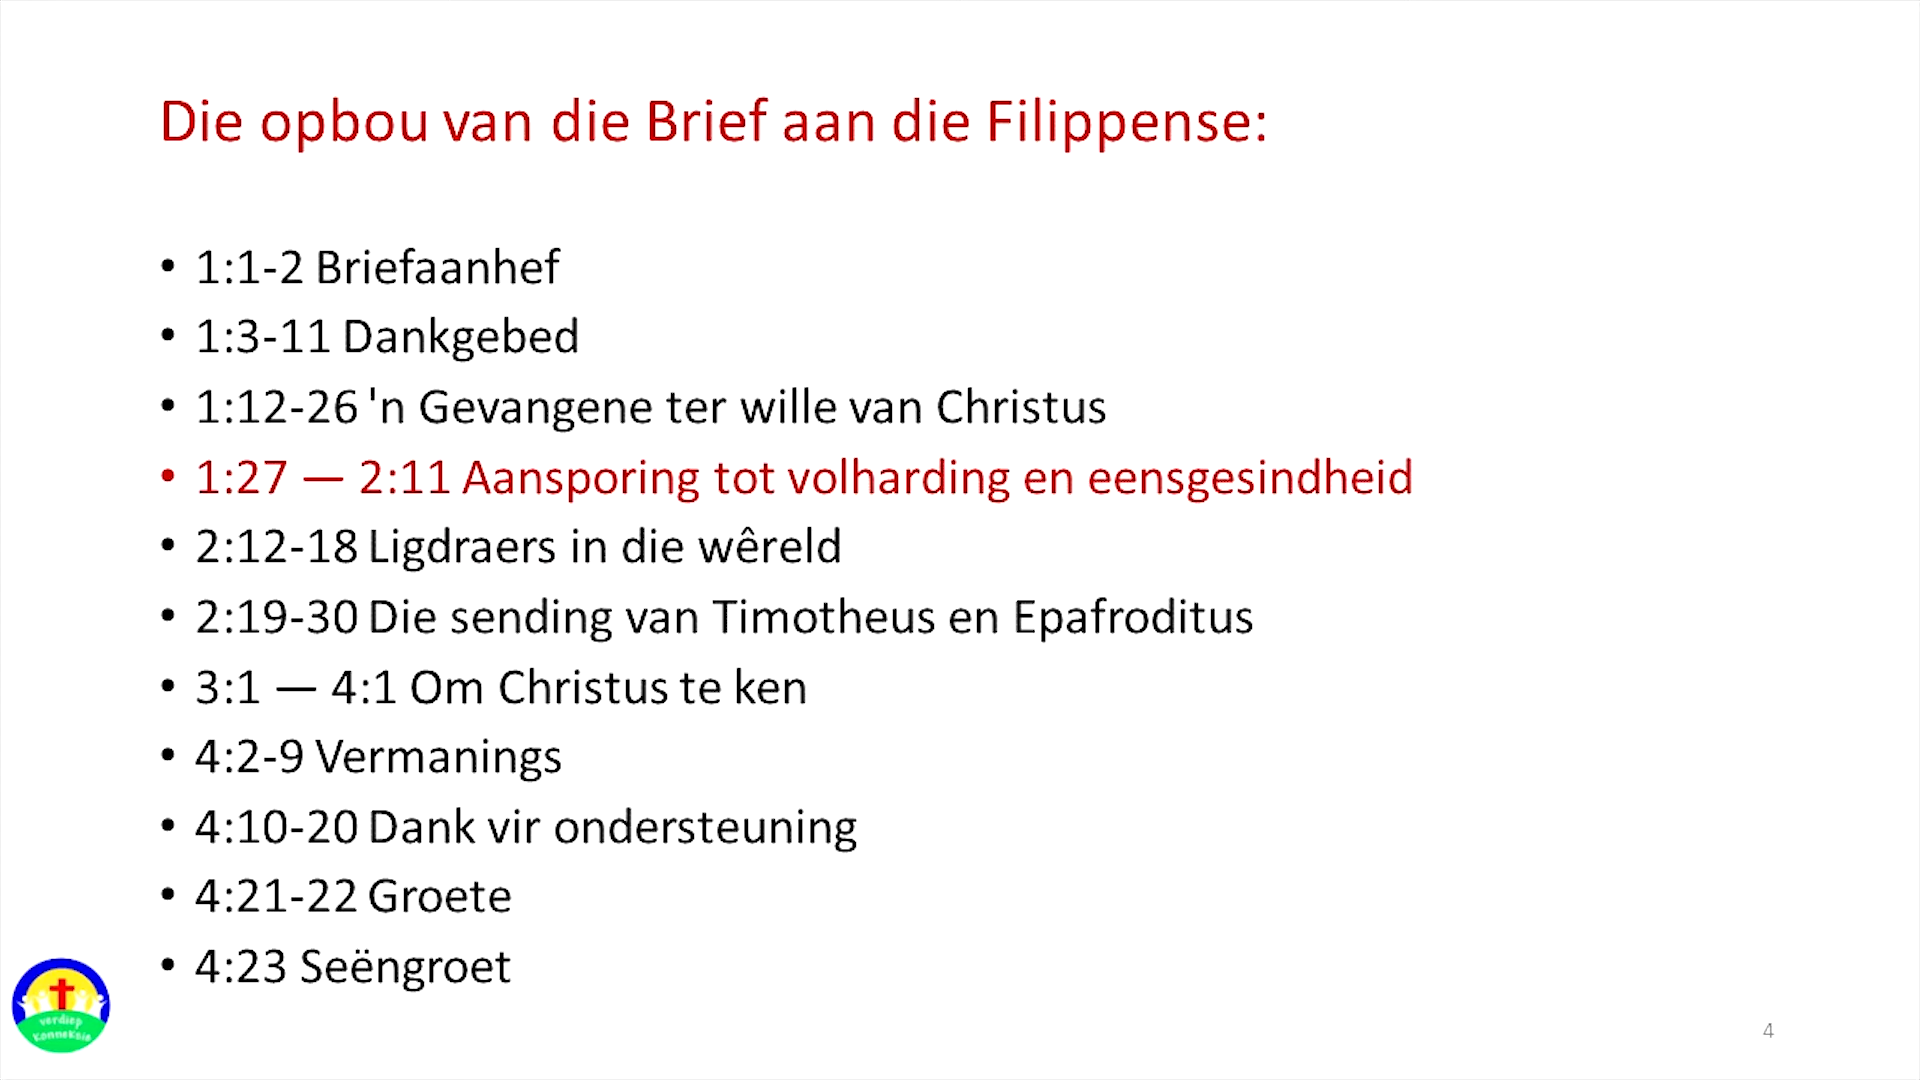 Die opbou van die Brief aan die Filippense:
• 1:1-2 Briefaanhef
• 1:3-11 Dankgebed
• 1:12-26 'n Gevangene ter wille van Christus
• 1:27 — 2:11 Aansporing tot volharding en eensgesindheid
• 2:12-18 Ligdraers in die wêreld
• 2:19-30 Die sending van Timotheus en Epafroditus
• 3:1 — 4:1 Om Christus te ken
• 4:2-9 Vermanings
• 4:10-20 Dank vir ondersteuning
• 4:21-22 Groete
• 4:23 Seëngroet
verdiep
Konneksie
4